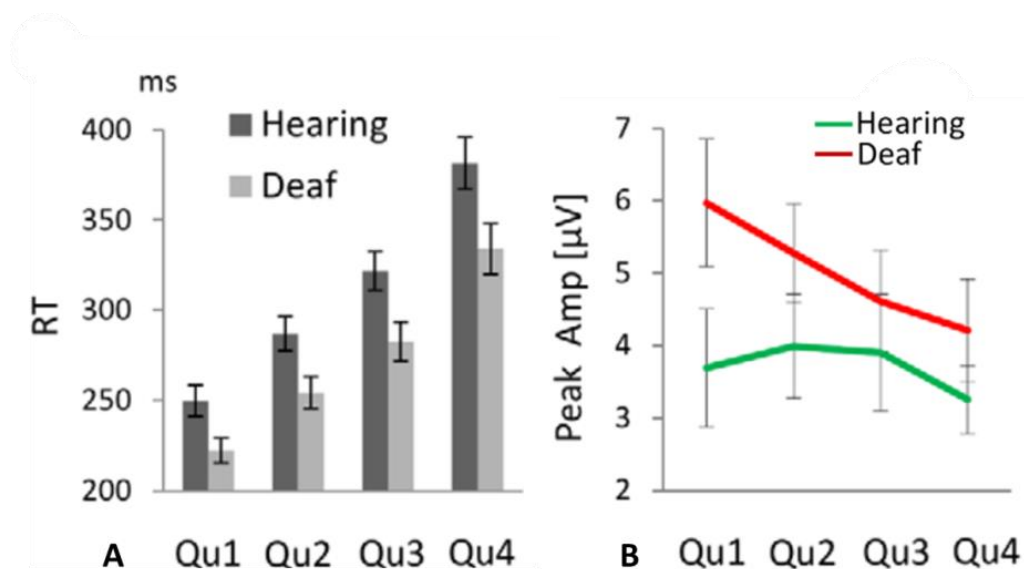 ms
Hearing
Deaf
400
350
300
250
200
RT
A
Qu1 Qu2 Qu3 Qu4
Hearing
Deaf
7
6
5
4
3
2
Peak Amp [µV]
B
Qu1 Qu2 Qu3 Qu4